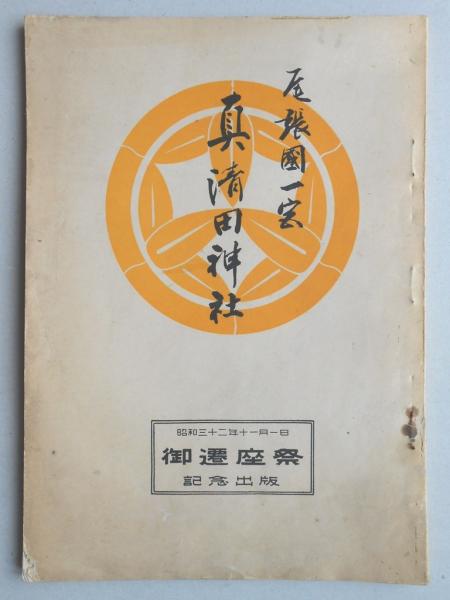 尾張國一宮
真清田神社
昭和三十二年十一月一日
御遷座祭
記念出版